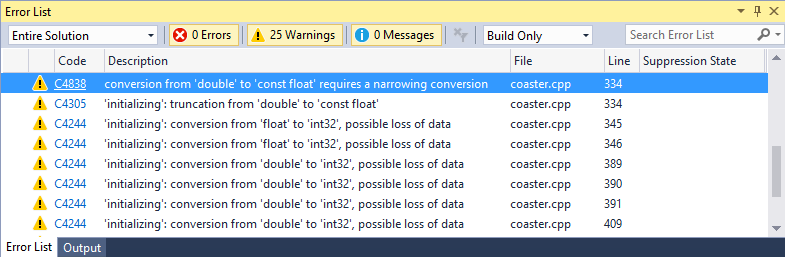 Error List
Entire Solution 0 Errors 25 Warnings 0 Messages Build Only Search Error List
Code Description File Line Suppression State
C4838 conversion from 'double' to 'const float' requires a narrowing conversion coaster.cpp 334
C4305 'initializing': truncation from 'double' to 'const float' coaster.cpp 334
C4244 'initializing': conversion from 'float' to 'int32', possible loss of data coaster.cpp 345
C4244 'initializing': conversion from 'float' to 'int32', possible loss of data coaster.cpp 346
C4244 'initializing': conversion from 'double' to 'int32', possible loss of data coaster.cpp 389
C4244 'initializing': conversion from 'double' to 'int32', possible loss of data coaster.cpp 390
C4244 'initializing': conversion from 'double' to 'int32', possible loss of data coaster.cpp 391
C4244 'initializing': conversion from 'double' to 'int32', possible loss of data coaster.cpp 409
Error List Output